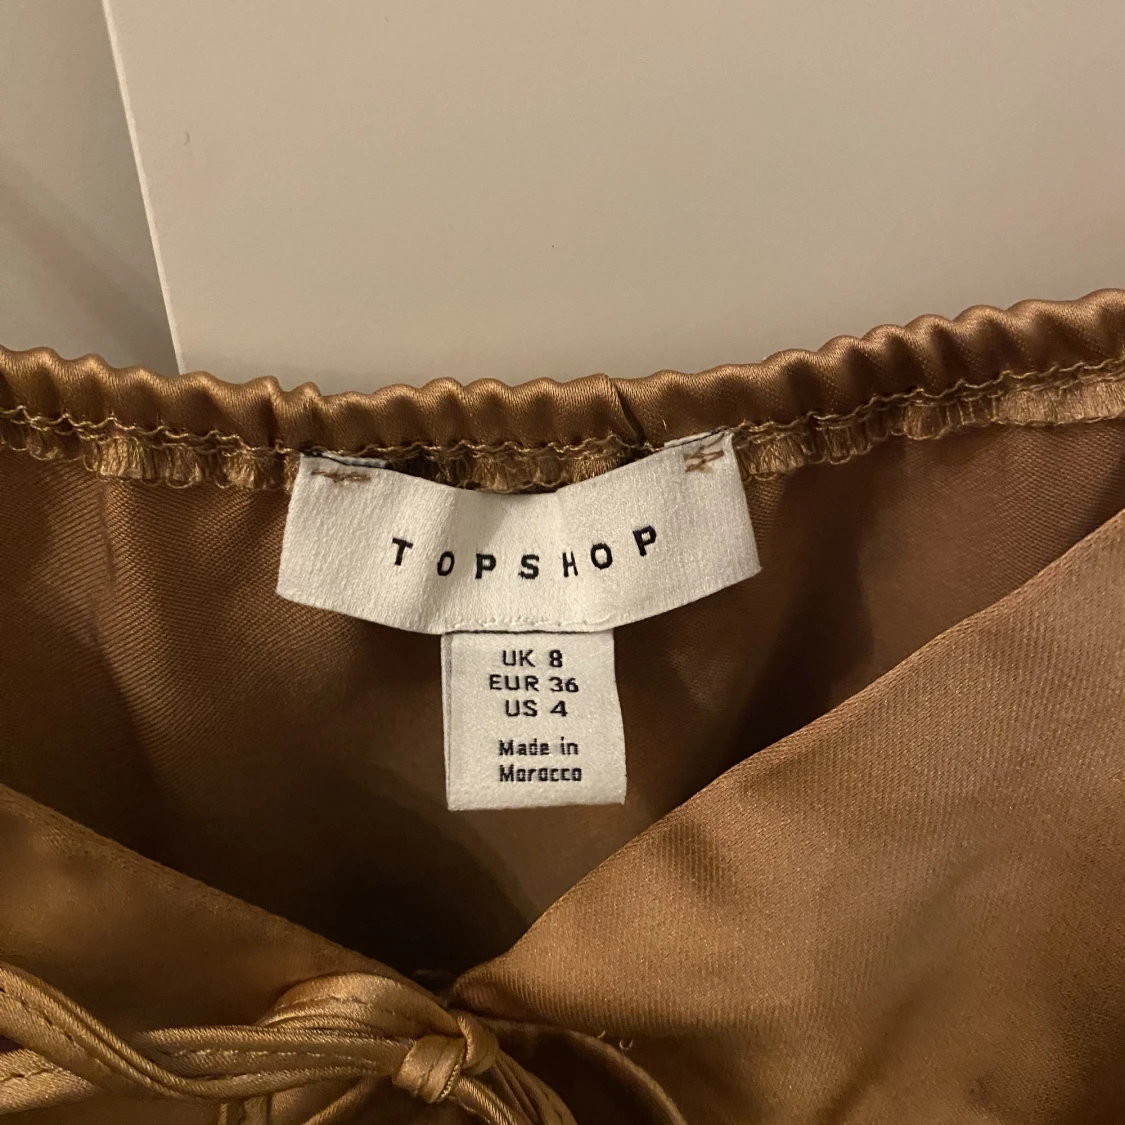 TOPSHOP
UK 8
EUR 36
US 4
Made in
Morocco